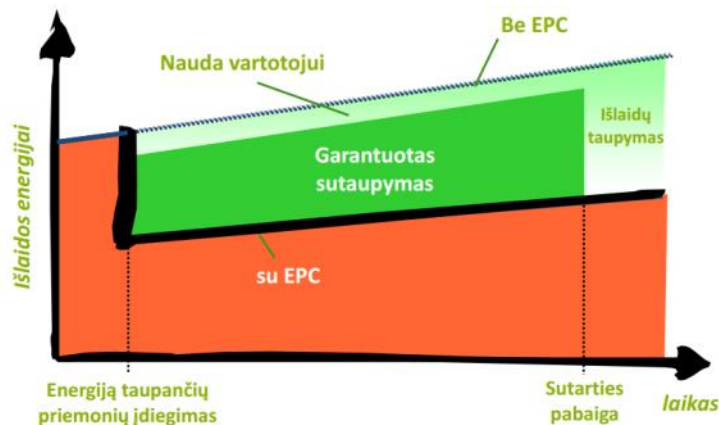 Be EPC
Nauda vartotojui
Išlaidų
taupymas
Garantuotas
sutaupymas
Išlaidos energijai
su EPC
Energiją taupančių
priemonių įdiegimas
Sutarties
pabaiga
laikas